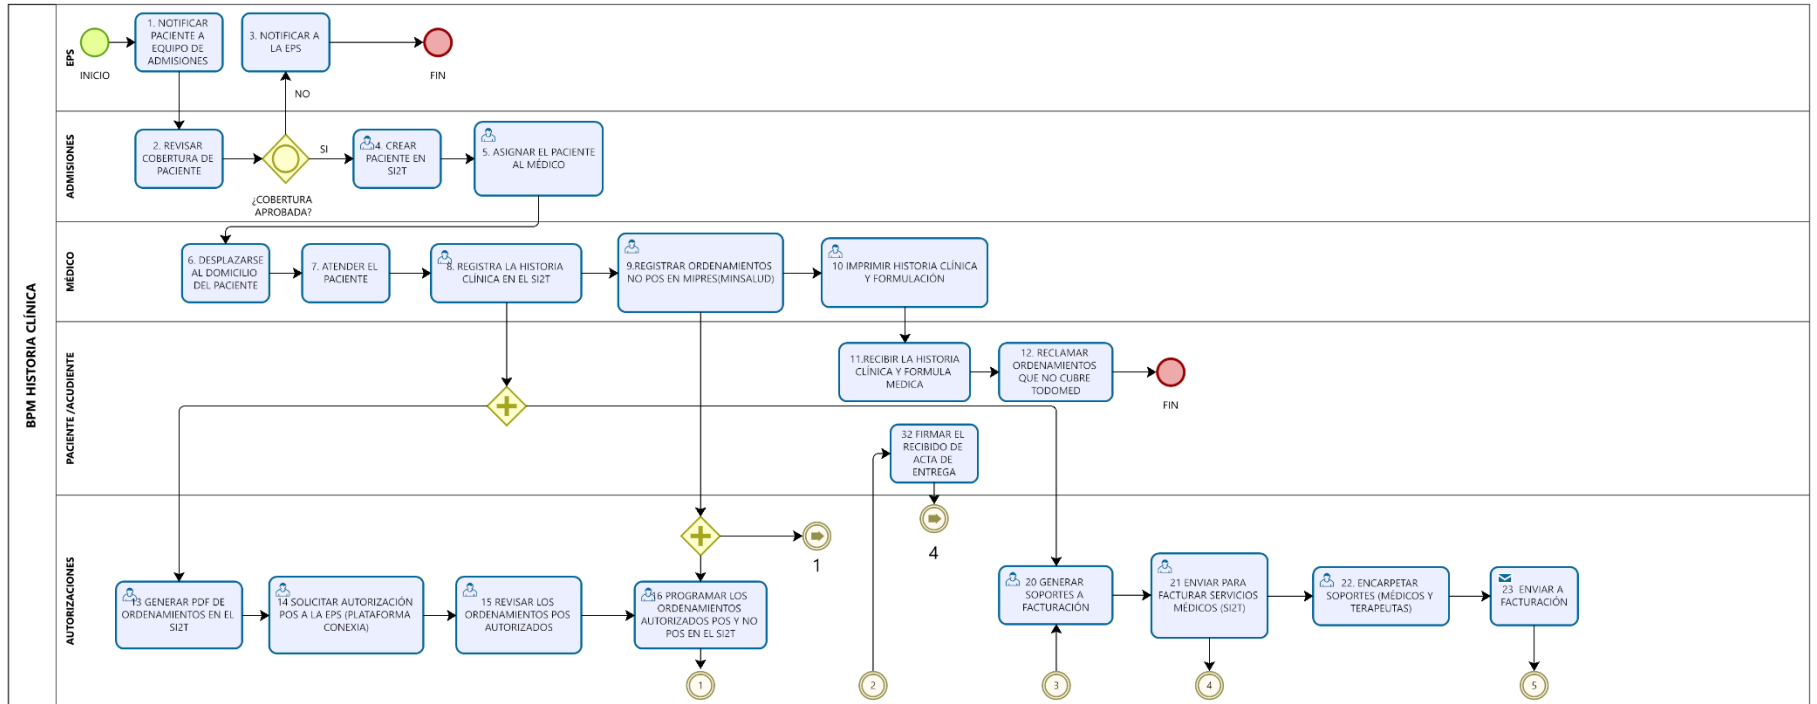 BPM HISTORIA CLÍNICA
EPS
INICIO
1. NOTIFICAR
PACIENTE A
EQUIPO DE
ADMISIONES
3. NOTIFICAR A
LA EPS
FIN
NO
ADMISIONES
2. REVISAR
COBERTURA DE
PACIENTE
¿COBERTURA
APROBADA?
SI
4. CREAR
PACIENTE EN
SI2T
5. ASIGNAR EL PACIENTE
AL MÉDICO
MÉDICO
6. DESPLAZARSE
AL DOMICILIO
DEL PACIENTE
7. ATENDER EL
PACIENTE
8. REGISTRA LA HISTORIA
CLÍNICA EN EL SI2T
9.REGISTRAR ORDENAMIENTOS
NO POS EN MIPRES(MINSALUD)
10 IMPRIMIR HISTORIA CLÍNICA
Y FORMULACIÓN
PACIENTE /ACUDIENTE
11.RECIBIR LA HISTORIA
CLÍNICA Y FORMULA
MEDICA
12. RECLAMAR
ORDENAMIENTOS
QUE NO CUBRE
TODOMED
FIN
32 FIRMAR EL
RECIBIDO DE
ACTA DE
ENTREGA
AUTORIZACIONES
1
4
13 GENERAR PDF DE
ORDENAMIENTOS EN EL
SI2T
14 SOLICITAR AUTORIZACIÓN
POS A LA EPS (PLATAFORMA
CONEXIA)
15 REVISAR LOS
ORDENAMIENTOS POS
AUTORIZADOS
16 PROGRAMAR LOS
ORDENAMIENTOS
AUTORIZADOS POS Y NO
POS EN EL SI2T
20 GENERAR
SOPORTES A
FACTURACIÓN
21 ENVIAR PARA
FACTURAR SERVICIOS
MÉDICOS (SI2T)
22. ENCARPETAR
SOPORTES (MÉDICOS Y
TERAPEUTAS)
23 ENVIAR A
FACTURACIÓN
1
2
3
4
5